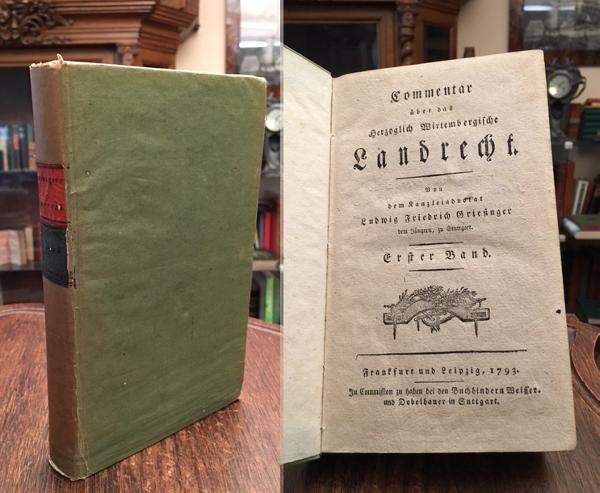 Commentar
über das
Herzoglich Wirtembergische
Landrecht.
Von
dem Kanzleiadvokat
Ludwig Friedrich Griesinger
dem Jüngern, zu Stuttgart.
Erster Band.
Frankfurt und Leipzig, 1793.
In Commission zu haben bei den Buchbindern Weisser.
und Dobelbauer in Stuttgart.